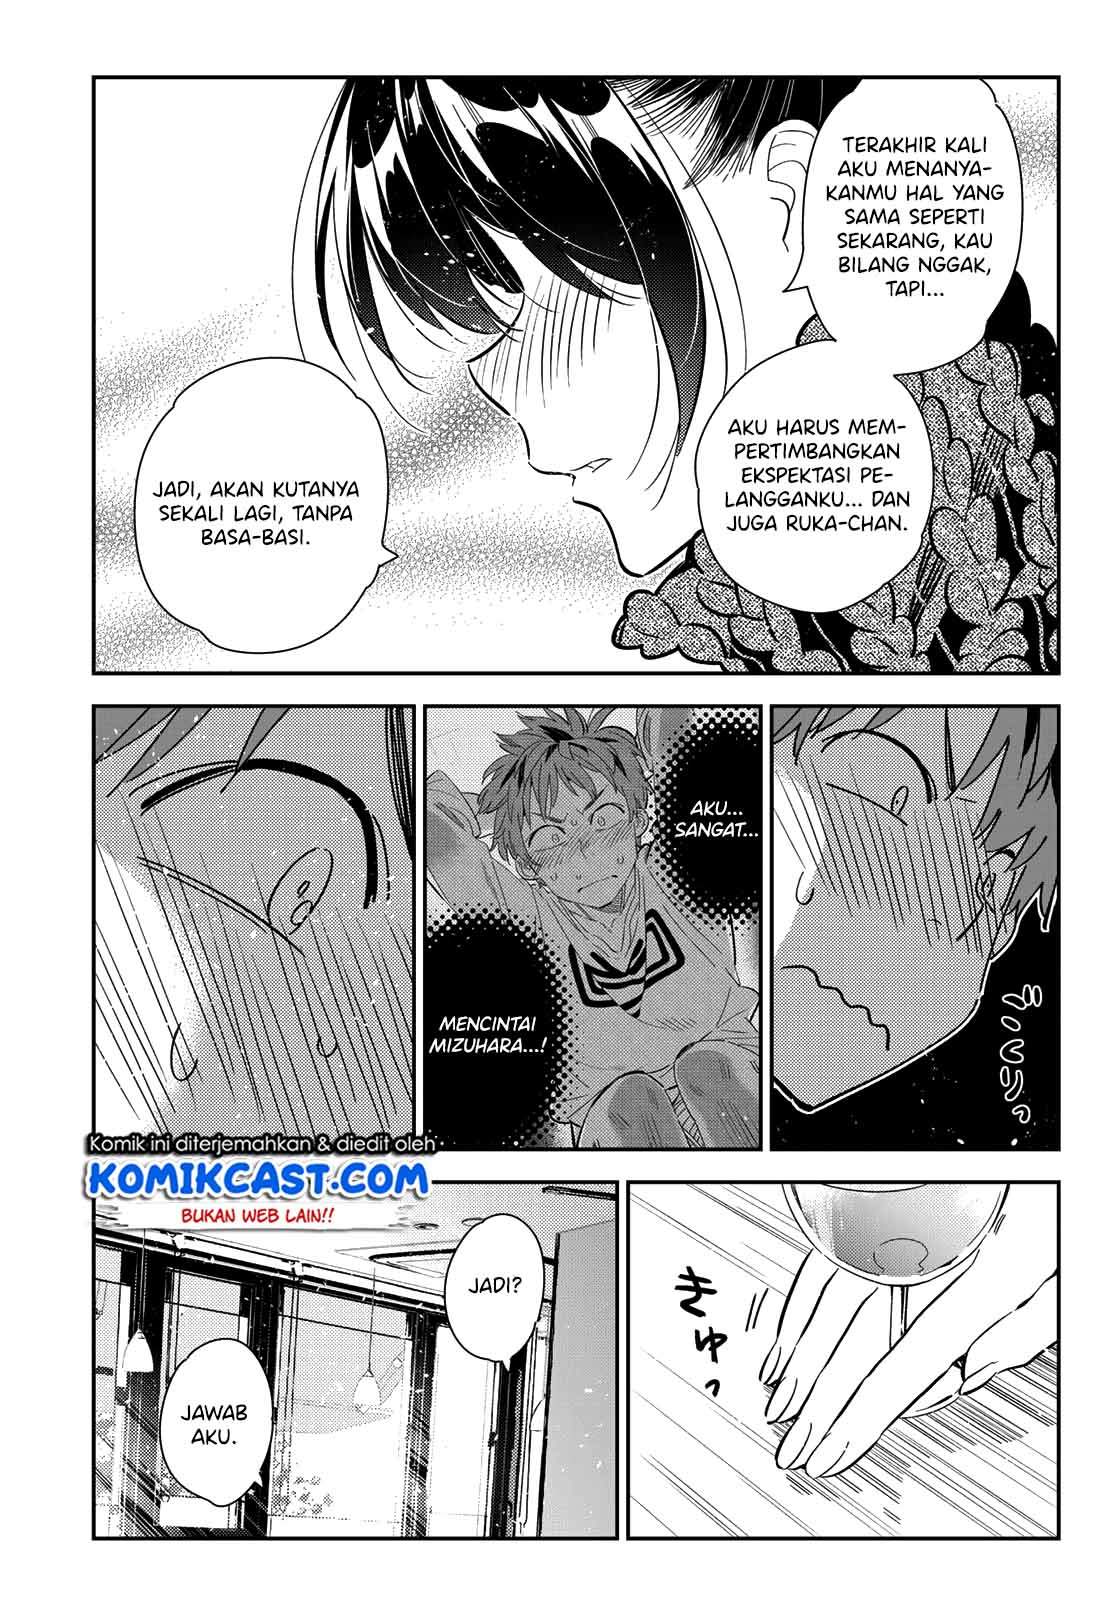 TERAKHIR KALI
AKU MENANYA-
KANMU HAL YANG
SAMA SEPERTI
SEKARANG, KAU
BILANG NGGAK,
TAPI...
AKU HARUS MEM-
PERTIMBANGKAN
EKSPEKTASI PE-
LANGGANKU... DAN
JUGA RUKA-CHAN.
JADI, AKAN KUTANYA
SEKALI LAGI, TANPA
BASA-BASI.
AKU...
SANGAT...
MENCINTAI
MIZUHARA...!
Komik ini diterjemahkan & diedit oleh
KOMIKCAST.COM
BUKAN WEB LAIN!!
きゅっ
JADI?
JAWAB
AKU.